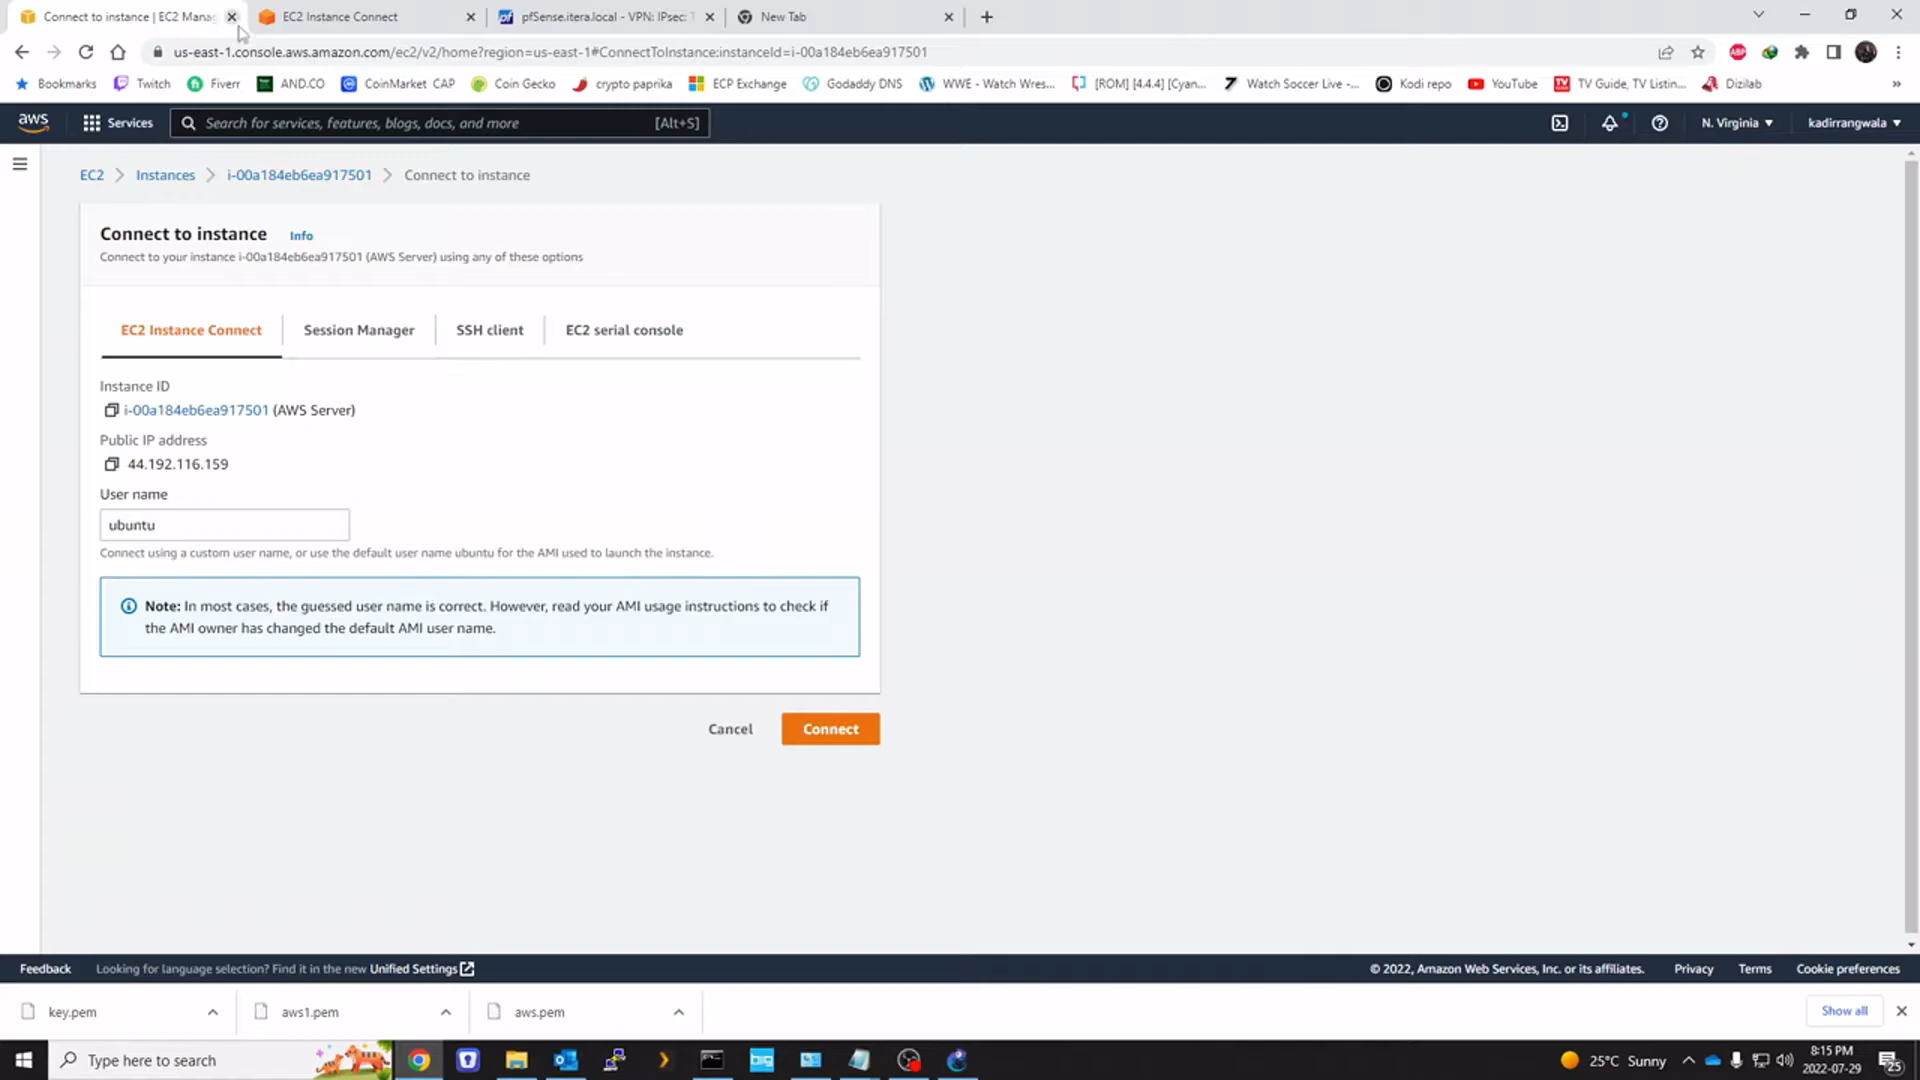 Connect to instance | EC2 Manag
EC2 Instance Connect
pfSense.itera.local - VPN: IPsec: T
New Tab
us-east-1.console.aws.amazon.com/ec2/v2/home?region=us-east-1#ConnectToInstance:instanceId=i-00a184eb6ea917501
Bookmarks
Twitch
Fiverr
AND.CO
CoinMarket CAP
Coin Gecko
crypto paprika
ECP Exchange
Godaddy DNS
WWE - Watch Wres...
[ROM] [4.4.4] [Cyan...
Watch Soccer Live -...
Kodi repo
YouTube
TV Guide, TV Listin...
Dizilab
»
aws
Services
Search for services, features, blogs, docs, and more
[Alt+S]
N. Virginia
kadirrangwala
EC2
Instances
i-00a184eb6ea917501
Connect to instance
Connect to instance Info
Connect to your instance i-00a184eb6ea917501 (AWS Server) using any of these options
EC2 Instance Connect
Session Manager
SSH client
EC2 serial console
Instance ID
i-00a184eb6ea917501 (AWS Server)
Public IP address
44.192.116.159
User name
ubuntu
Connect using a custom user name, or use the default user name ubuntu for the AMI used to launch the instance.
Note: In most cases, the guessed user name is correct. However, read your AMI usage instructions to check if
the AMI owner has changed the default AMI user name.
Cancel
Connect
Feedback
Looking for language selection? Find it in the new Unified Settings
© 2022, Amazon Web Services, Inc. or its affiliates.
Privacy
Terms
Cookie preferences
key.pem
aws1.pem
aws.pem
Show all
Type here to search
25°C Sunny
8:15 PM
2022-07-29
25